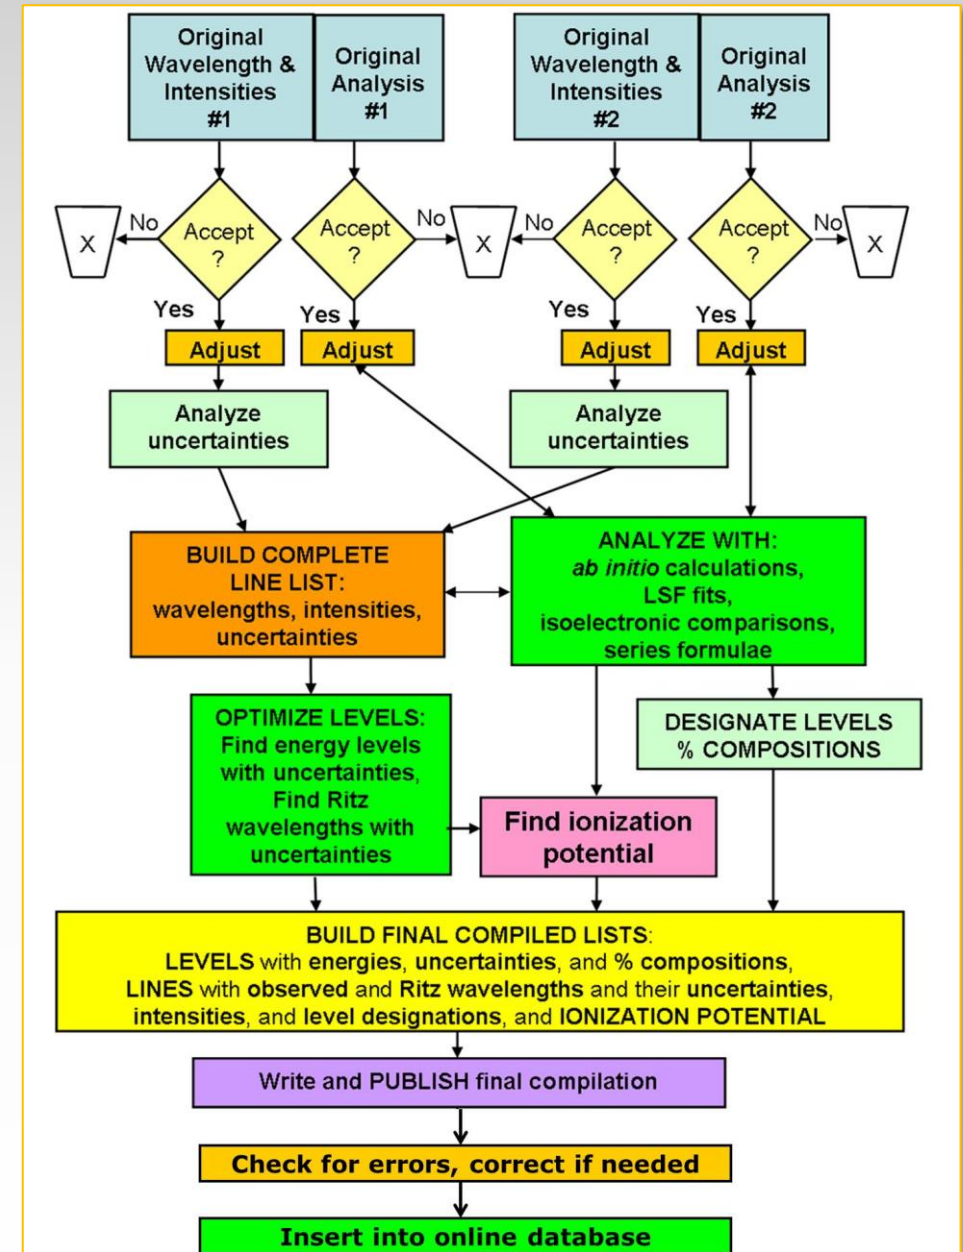 Original
Wavelength &
Intensities
#1
Original
Analysis
#1
Original
Wavelength &
Intensities
#2
Original
Analysis
#2
X
No
Accept
?
Accept
?
No
X
No
Accept
?
Accept
?
No
X
Yes
Yes
Yes
Yes
Adjust
Adjust
Adjust
Adjust
Analyze
uncertainties
Analyze
uncertainties
BUILD COMPLETE
LINE LIST:
wavelengths, intensities,
uncertainties
ANALYZE WITH:
ab initio calculations,
LSF fits,
isoelectronic comparisons,
series formulae
OPTIMIZE LEVELS:
Find energy levels
with uncertainties,
Find Ritz
wavelengths with
uncertainties
DESIGNATE LEVELS
% COMPOSITIONS
Find ionization
potential
BUILD FINAL COMPILED LISTS:
LEVELS with energies, uncertainties, and % compositions,
LINES with observed and Ritz wavelengths and their uncertainties,
intensities, and level designations, and IONIZATION POTENTIAL
Write and PUBLISH final compilation
Check for errors, correct if needed
Insert into online database